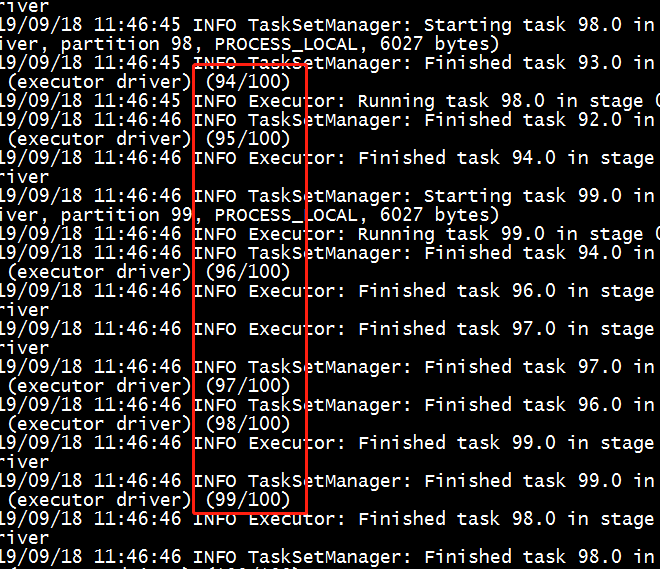 river
19/09/18 11:46:45 INFO TaskSetManager: Starting task 98.0 in
iver, partition 98, PROCESS_LOCAL, 6027 bytes)
19/09/18 11:46:45 INFO TaskSetManager: Finished task 93.0 in
(executor driver) (94/100)
19/09/18 11:46:45 INFO Executor: Running task 98.0 in stage 0
19/09/18 11:46:46 INFO TaskSetManager: Finished task 92.0 in
(executor driver) (95/100)
19/09/18 11:46:46 INFO Executor: Finished task 94.0 in stage
river
19/09/18 11:46:46 INFO TaskSetManager: Starting task 99.0 in
iver, partition 99, PROCESS_LOCAL, 6027 bytes)
19/09/18 11:46:46 INFO Executor: Running task 99.0 in stage 0
19/09/18 11:46:46 INFO TaskSetManager: Finished task 94.0 in
(executor driver) (96/100)
19/09/18 11:46:46 INFO Executor: Finished task 96.0 in stage
river
19/09/18 11:46:46 INFO Executor: Finished task 97.0 in stage
river
19/09/18 11:46:46 INFO TaskSetManager: Finished task 97.0 in
(executor driver) (97/100)
19/09/18 11:46:46 INFO TaskSetManager: Finished task 96.0 in
(executor driver) (98/100)
19/09/18 11:46:46 INFO Executor: Finished task 99.0 in stage
river
19/09/18 11:46:46 INFO TaskSetManager: Finished task 99.0 in
(executor driver) (99/100)
19/09/18 11:46:46 INFO Executor: Finished task 98.0 in stage
river
19/09/18 11:46:46 INFO TaskSetManager: Finished task 98.0 in